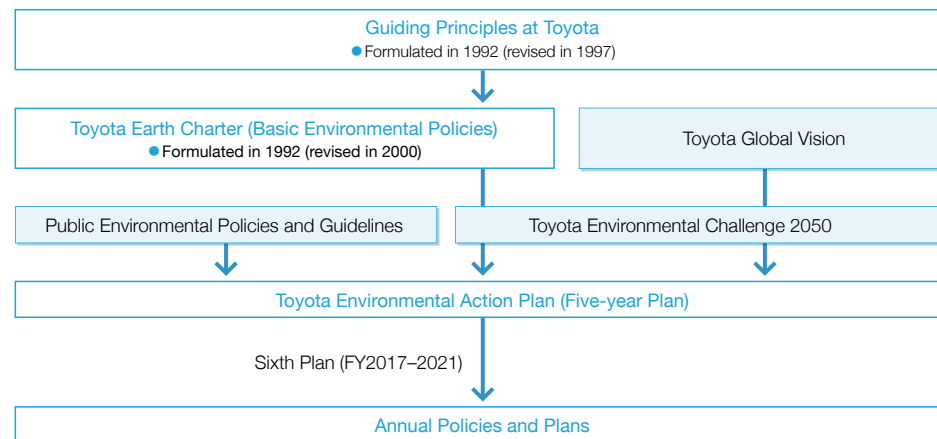 Guiding Principles at Toyota
● Formulated in 1992 (revised in 1997)
Toyota Earth Charter (Basic Environmental Policies)
● Formulated in 1992 (revised in 2000)
Toyota Global Vision
Public Environmental Policies and Guidelines
Toyota Environmental Challenge 2050
Toyota Environmental Action Plan (Five-year Plan)
Sixth Plan (FY2017–2021)
Annual Policies and Plans